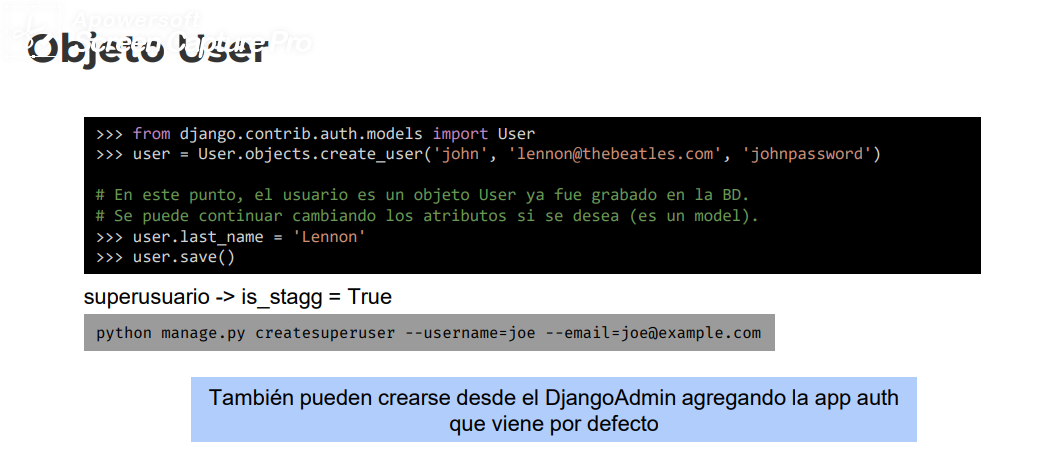 Apowersoft
Screen Capture Pro
Objeto User
>>> from django.contrib.auth.models import User
>>> user = User.objects.create_user('john', 'lennon@thebeatles.com', 'johnpassword')
# En este punto, el usuario es un objeto User ya fue grabado en la BD.
# Se puede continuar cambiando los atributos si se desea (es un model).
>>> user.last_name = 'Lennon'
>>> user.save()
superusuario -> is_stagg = True
python manage.py createsuperuser --username=joe --email=joe@example.com
También pueden crearse desde el DjangoAdmin agregando la app auth
que viene por defecto